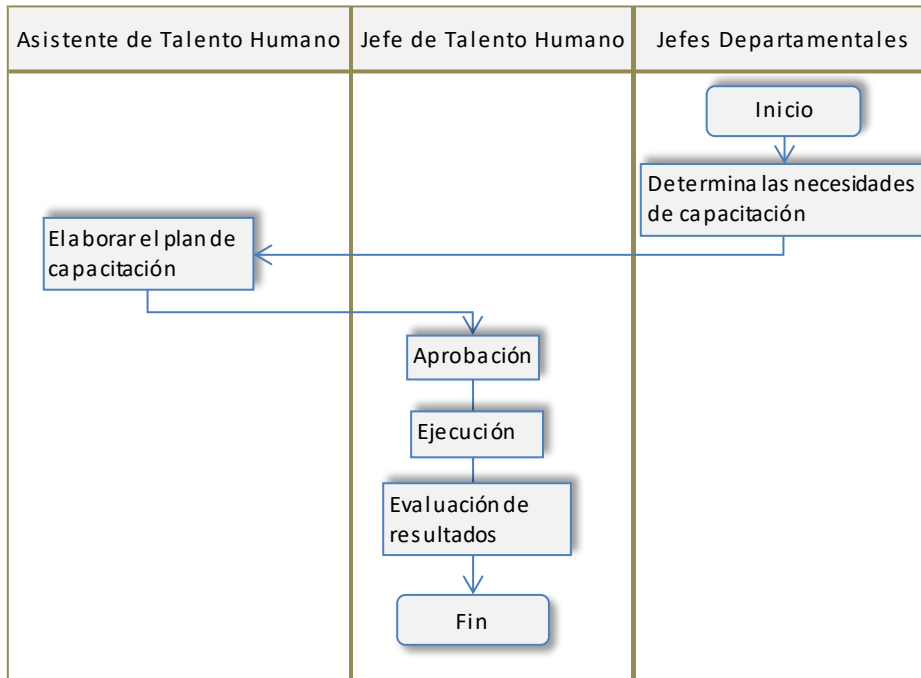 Asistente de Talento Humano
Jefe de Talento Humano
Jefes Departamentales
Inicio
Determina las necesidades
de capacitación
Elaborar el plan de
capacitación
Aprobación
Ejecución
Evaluación de
resultados
Fin